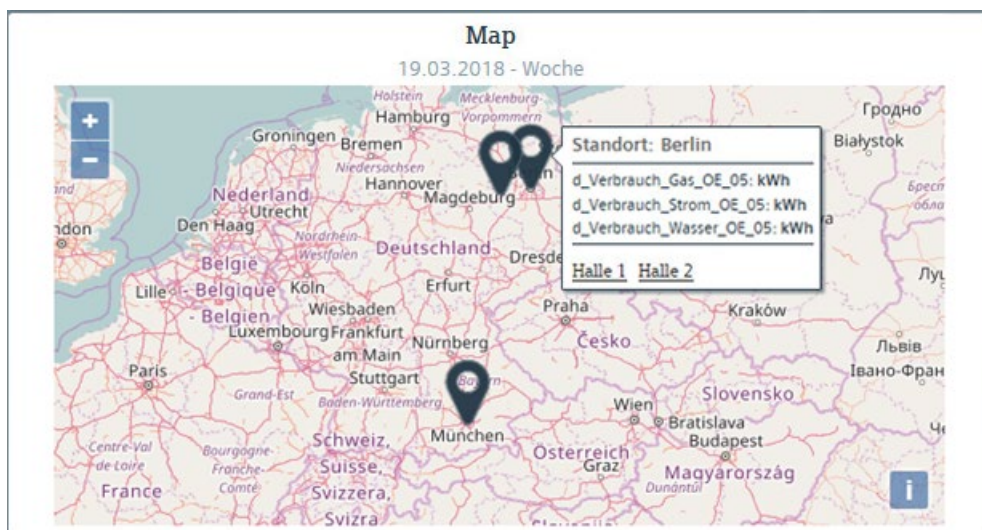 Map
19.03.2018 - Woche
+
−
Holstein
Mecklenburg-
Vorpommern
Hamburg
Groningen
Bremen
Niedersachsen
Hannover
Magdeburg
Nederland
Utrecht
Den Haag
Nordrhein-
Westfalen
Deutschland
België
- Belgique
- Belgien
Lille
Köln
Erfurt
Wiesbaden
Frankfurt
am Main
Luxembourg
Nürnberg
Paris
Stuttgart
Grand-Est
Baden-Württemberg
München
Centre-Val
de Loire
Bourgogne-
Franche-
Comté
France
Schweiz,
Suisse,
Svizzera,
Svizra
Standort: Berlin
d_Verbrauch_Gas_OE_05: kWh
d_Verbrauch_Strom_OE_05: kWh
d_Verbrauch_Wasser_OE_05: kWh
Halle 1 Halle 2
Гродно
Białystok
Praha
Česko
Kraków
Львів
Івано-Фран
Slovensko
Wien
Bratislava
Budapest
Österreich
Graz
Magyarország
Dunántúl
i